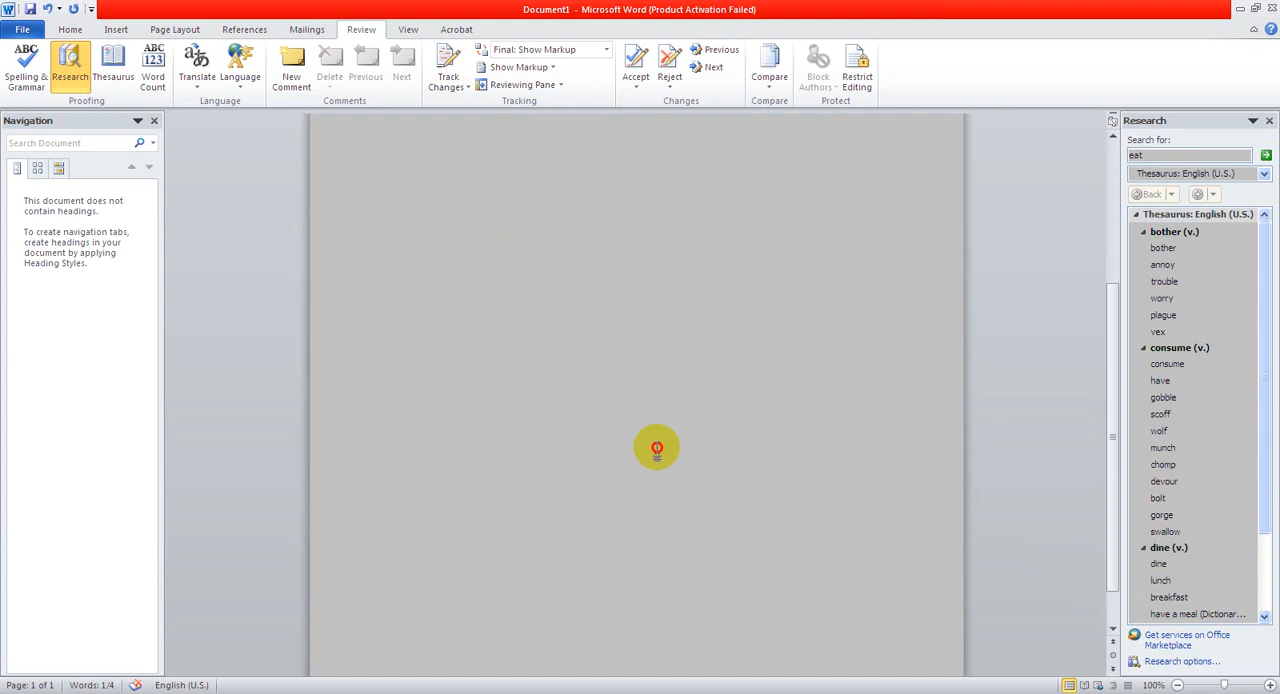 Document1 - Microsoft Word (Product Activation Failed)
File Home Insert Page Layout References Mailings Review View Acrobat
ABC Spelling & Grammar
Research
Thesaurus
ABC 123 Word Count
Translate
Language
New Comment
Delete
Previous
Next
Track Changes
Final: Show Markup
Show Markup
Reviewing Pane
Accept
Reject
Previous
Next
Compare
Block Authors
Restrict Editing
Proofing Language Comments Tracking Changes Compare Protect
Navigation
Search Document
This document does not
contain headings.
To create navigation tabs,
create headings in your
document by applying
Heading Styles.
Research
Search for:
eat
Thesaurus: English (U.S.)
Back
Thesaurus: English (U.S.)
bother (v.)
bother
annoy
trouble
worry
plague
vex
consume (v.)
consume
have
gobble
scoff
wolf
munch
chomp
devour
bolt
gorge
swallow
dine (v.)
dine
lunch
breakfast
have a meal (Dictionar...
Get services on Office
Marketplace
Research options...
Page: 1 of 1 Words: 1/4 English (U.S.) 100%